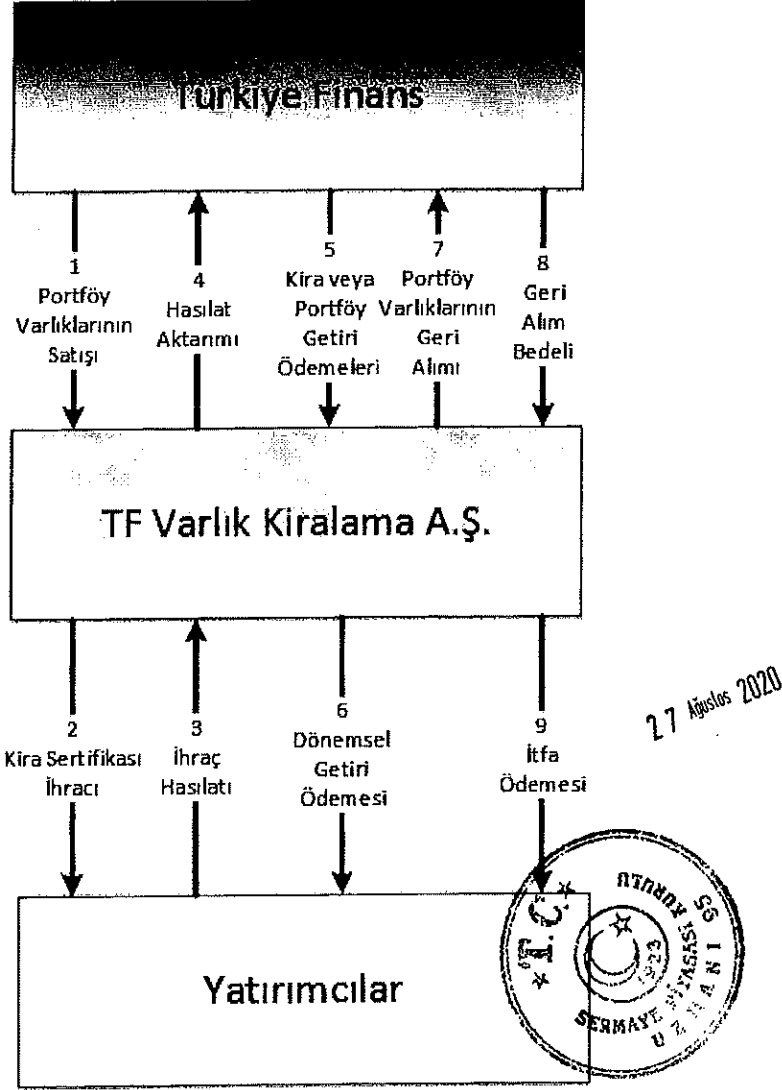 Türkiye Finans
1
Portföy
Varlıklarının
Satışı
4
Hasılat
Aktarımı
5
Kira veya
Portföy
Getiri
Ödemeleri
7
Portföy
Varlıklarının
Geri
Alımı
8
Geri
Alım
Bedeli
TF Varlık Kiralama A.Ş.
2
Kira Sertifikası
İhracı
3
İhraç
Hasılatı
6
Dönemsel
Getiri
Ödemesi
9
İtfa
Ödemesi
27 Ağustos 2020
Yatırımcılar
T.C.
SERMAYE PİYASASI KURULU
UZMANI 95
1923